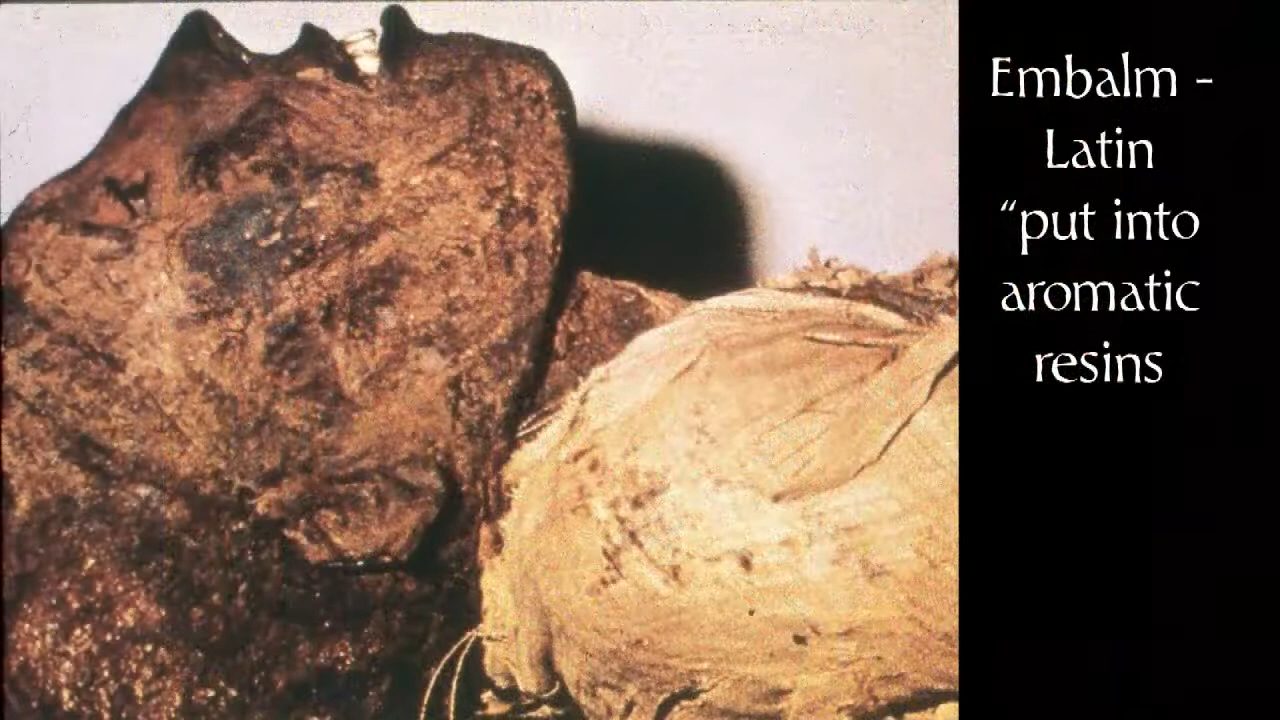 Embalm -
Latin
“put into
aromatic
resins